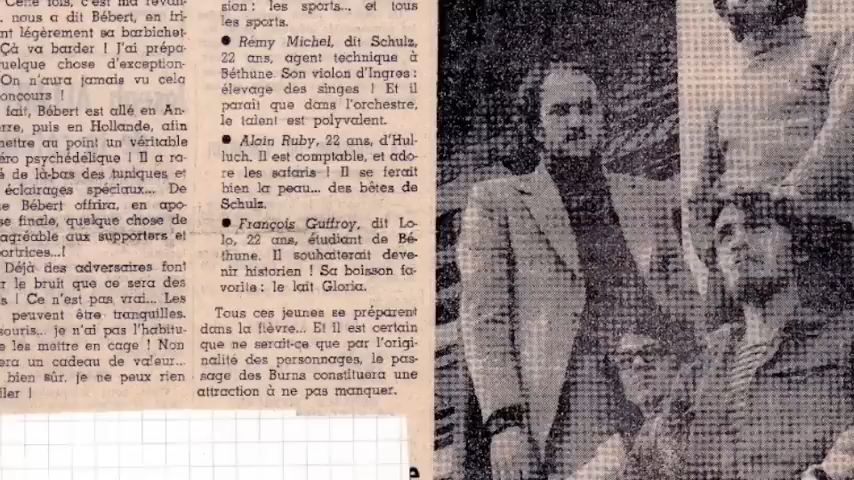 Cette fois, c'est ma revan-
nous a dit Bébert, en fri-
nt légèrement sa barbichet-
Çà va barder ! J'ai prépa-
uelque chose d'exception-
On n'aura jamais vu cela
oncours !
fait, Bébert est allé en An-
erre, puis en Hollande, afin
mettre au point un véritable
éro psychédélique ! Il a ra-
é de là-bas des tuniques et
éclairages spéciaux... De
e Bébert offrira, en apo-
se finale, quelque chose de
agréable aux supporters et
portrices...!
Déjà des adversaires font
r le bruit que ce sera des
s ! Ce n'est pas vrai... Les
peuvent être tranquilles.
souris... je n'ai pas l'habitu-
e les mettre en cage ! Non
era un cadeau de valeur...
bien sûr, je ne peux rien
iler !
sion : les sports... et tous
les sports.
● Rémy Michel, dit Schulz,
22 ans, agent technique à
Béthune. Son violon d'Ingres :
élevage des singes ! Et il
paraît que dans l'orchestre,
le talent est polyvalent.
● Alain Ruby, 22 ans, d'Hul-
luch. Il est comptable, et ado-
re les safaris ! Il se ferait
bien la peau... des bêtes de
Schulz.
● François Guffroy, dit Lo-
lo, 22 ans, étudiant de Bé-
thune. Il souhaiterait deve-
nir historien ! Sa boisson fa-
vorite : le lait Gloria.
Tous ces jeunes se préparent
dans la fièvre... Et il est certain
que ne serait-ce que par l'origi-
nalité des personnages, le pas-
sage des Burns constituera une
attraction à ne pas manquer.